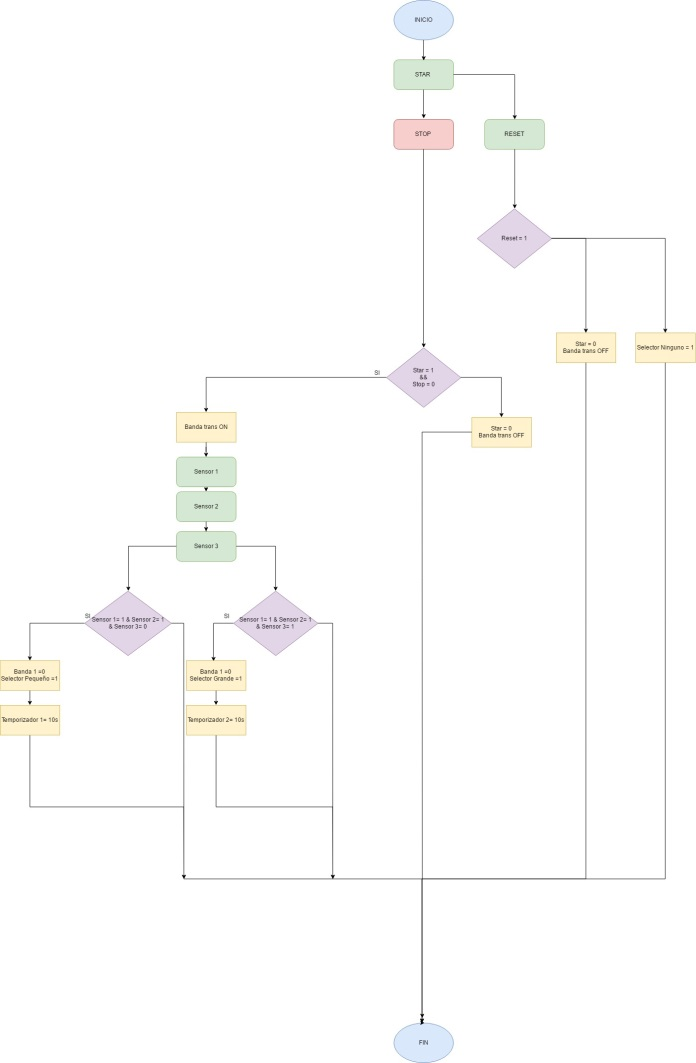 INICIO
STAR
STOP
RESET
Reset = 1
Star = 0
Banda trans OFF
Selector Ninguno = 1
Star = 1
&&
Stop = 0
SI
Banda trans ON
Star = 0
Banda trans OFF
Sensor 1
Sensor 2
Sensor 3
SI
Sensor 1= 1 & Sensor 2= 1
& Sensor 3= 0
SI
Sensor 1= 1 & Sensor 2= 1
& Sensor 3= 1
Banda 1 =0
Selector Pequeño =1
Banda 1 =0
Selector Grande =1
Temporizador 1= 10s
Temporizador 2= 10s
FIN